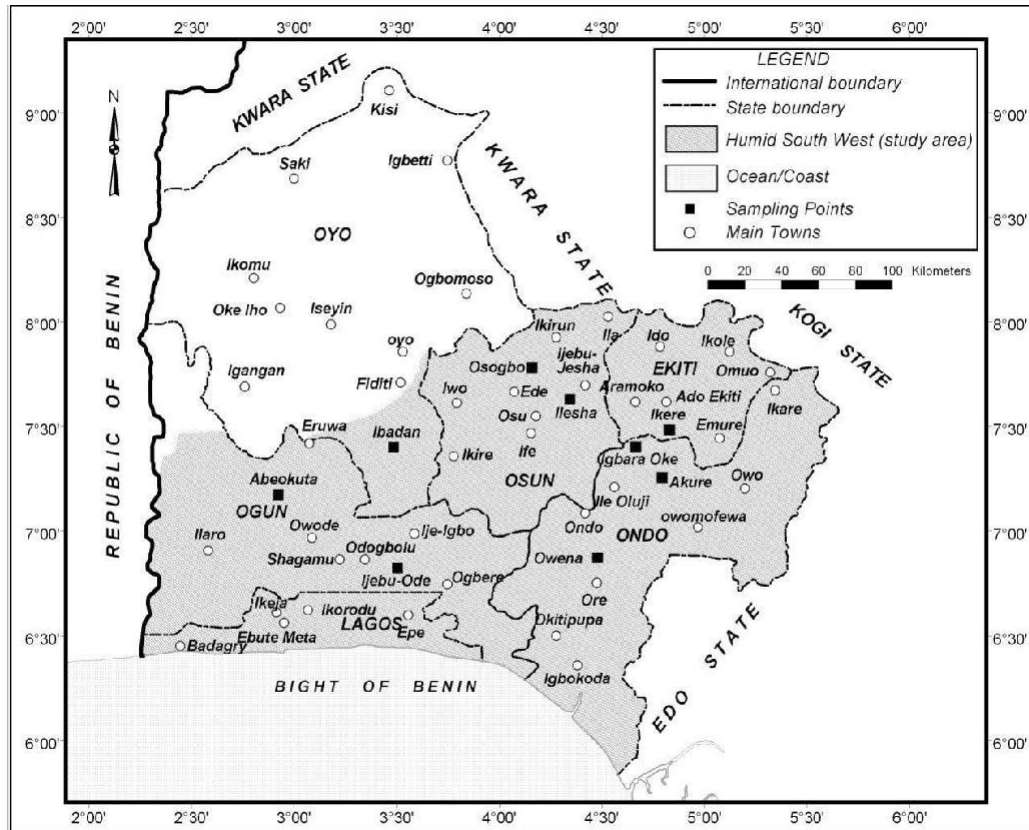 2°00' 2°30' 3°00' 3°30' 4°00' 4°30' 5°00' 5°30' 6°00'
LEGEND
International boundary
State boundary
Humid South West (study area)
Ocean/Coast
Sampling Points
Main Towns
0 20 40 60 80 100 Kilometers
N
9°00' 9°00'
8°30' 8°30'
8°00' 8°00'
7°30' 7°30'
7°00' 7°00'
6°30' 6°30'
6°00' 6°00'
KWARA STATE
Kisi
Igbetti
Saki
KWARA STATE
OYO
Ikomu
Ogbomoso
Oke Iho
Iseyin
REPUBLIC OF BENIN
KOGI STATE
oyo
Igangan
Fiditi
Ikirun
Ila
Ido
Ikole
Ijebu-
Jesha
Osogbo
EKITI
Omuo
Iwo
Ede
Aramoko
Ado Ekiti
Ikare
Osu
Ilesha
Ikere
Emure
Eruwa
Ibadan
Ife
Ikire
Igbara Oke
Owo
OSUN
Akure
Abeokuta
Ile Oluji
OGUN
Owode
Ije-Igbo
Ondo
owomofewa
ONDO
Ilaro
Odogbolu
Shagamu
Owena
Ijebu-Ode
Ogbere
Ore
Ikeja
Ikorodu
LAGOS
Epe
Okitipupa
Ebute Meta
Badagry
Igbokoda
EDO STATE
BIGHT OF BENIN
2°00' 2°30' 3°00' 3°30' 4°00' 4°30' 5°00' 5°30' 6°00'